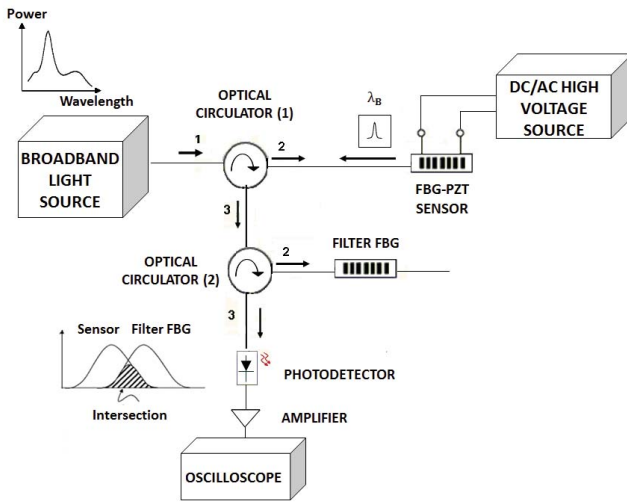 Power
Wavelength
BROADBAND
LIGHT
SOURCE
1
OPTICAL
CIRCULATOR (1)
2
λB
DC/AC HIGH
VOLTAGE
SOURCE
FBG-PZT
SENSOR
3
OPTICAL
CIRCULATOR (2)
2
FILTER FBG
3
Sensor Filter FBG
Intersection
PHOTODETECTOR
AMPLIFIER
OSCILLOSCOPE